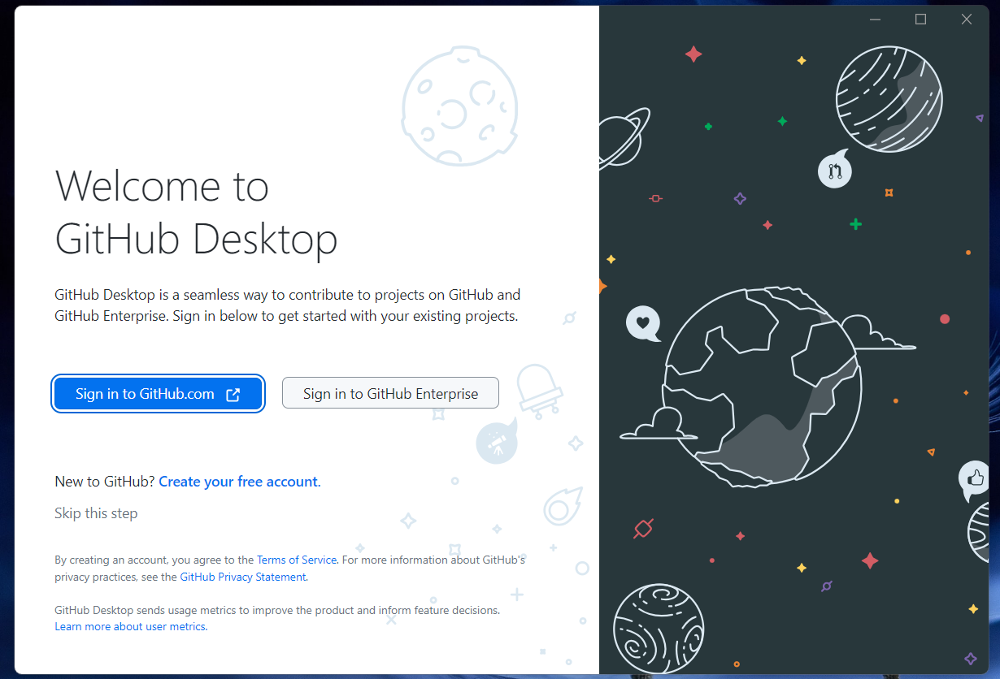 Welcome to
GitHub Desktop
GitHub Desktop is a seamless way to contribute to projects on GitHub and
GitHub Enterprise. Sign in below to get started with your existing projects.
Sign in to GitHub.com
Sign in to GitHub Enterprise
New to GitHub? Create your free account.
Skip this step
By creating an account, you agree to the Terms of Service. For more information about GitHub's
privacy practices, see the GitHub Privacy Statement.
GitHub Desktop sends usage metrics to improve the product and inform feature decisions.
Learn more about user metrics.